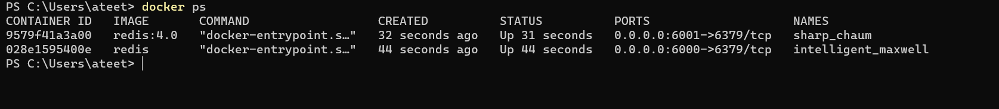 PS C:\Users\ateet> docker ps
CONTAINER ID   IMAGE       COMMAND                  CREATED          STATUS          PORTS                    NAMES
9579f41a3a00   redis:4.0   "docker-entrypoint.s…"   32 seconds ago   Up 31 seconds   0.0.0.0:6001->6379/tcp   sharp_chaum
028e1595400e   redis       "docker-entrypoint.s…"   44 seconds ago   Up 44 seconds   0.0.0.0:6000->6379/tcp   intelligent_maxwell
PS C:\Users\ateet>